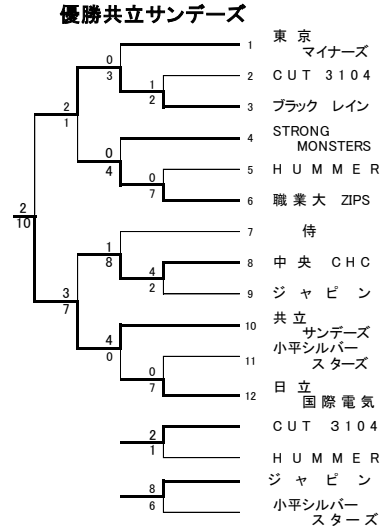 優勝共立サンデーズ
東京
マイナーズ
0
1
3
1
2
CUT 3104
2
2
3
ブラック レイン
1
4
STRONG
MONSTERS
0
4
0
5
HUMMER
7
6
職業大 ZIPS
2
10
7
侍
1
8
4
8
中央 CHC
2
9
ジャピン
3
7
10
共立
サンデーズ
4
0
11
小平シルバー
スターズ
0
7
12
日立
国際電気
CUT 3104
2
1
HUMMER
ジャピン
8
6
小平シルバー
スターズ